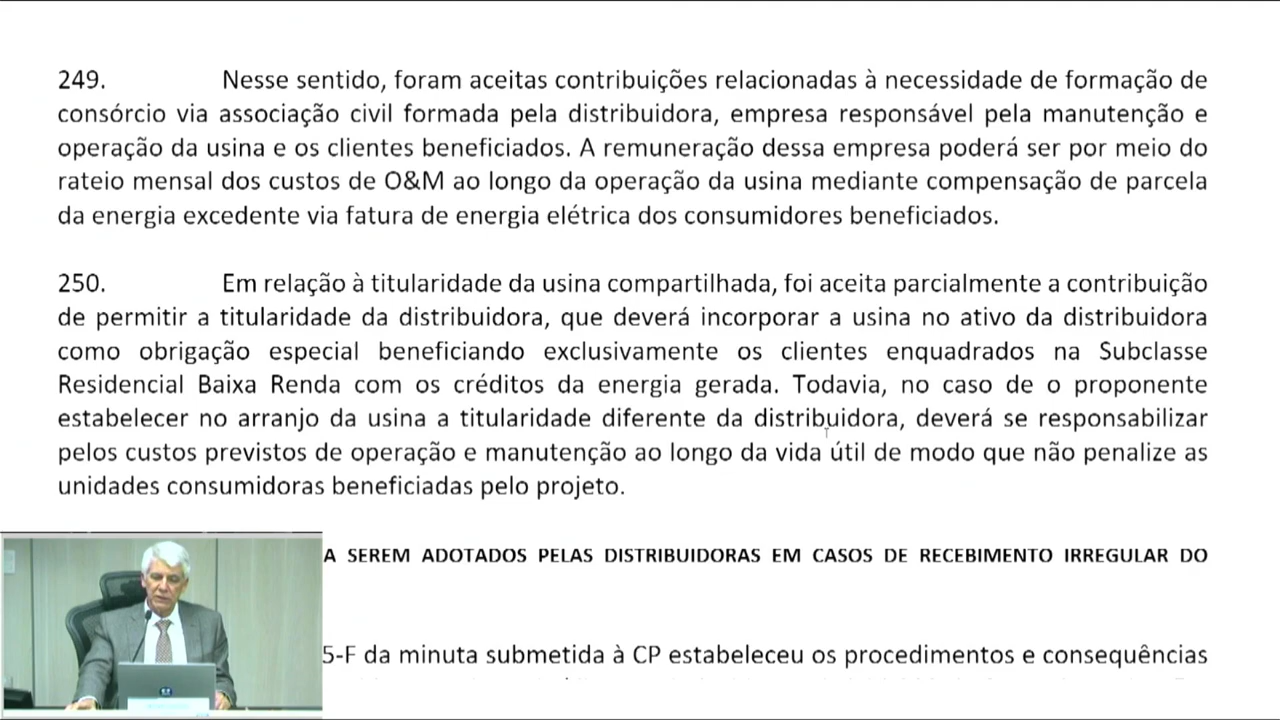 249. Nesse sentido, foram aceitas contribuições relacionadas à necessidade de formação de
consórcio via associação civil formada pela distribuidora, empresa responsável pela manutenção e
operação da usina e os clientes beneficiados. A remuneração dessa empresa poderá ser por meio do
rateio mensal dos custos de O&M ao longo da operação da usina mediante compensação de parcela
da energia excedente via fatura de energia elétrica dos consumidores beneficiados.
250. Em relação à titularidade da usina compartilhada, foi aceita parcialmente a contribuição
de permitir a titularidade da distribuidora, que deverá incorporar a usina no ativo da distribuidora
como obrigação especial beneficiando exclusivamente os clientes enquadrados na Subclasse
Residencial Baixa Renda com os créditos da energia gerada. Todavia, no caso de o proponente
estabelecer no arranjo da usina a titularidade diferente da distribuidora, deverá se responsabilizar
pelos custos previstos de operação e manutenção ao longo da vida útil de modo que não penalize as
unidades consumidoras beneficiadas pelo projeto.
A SEREM ADOTADOS PELAS DISTRIBUIDORAS EM CASOS DE RECEBIMENTO IRREGULAR DO
5-F da minuta submetida à CP estabeleceu os procedimentos e consequências